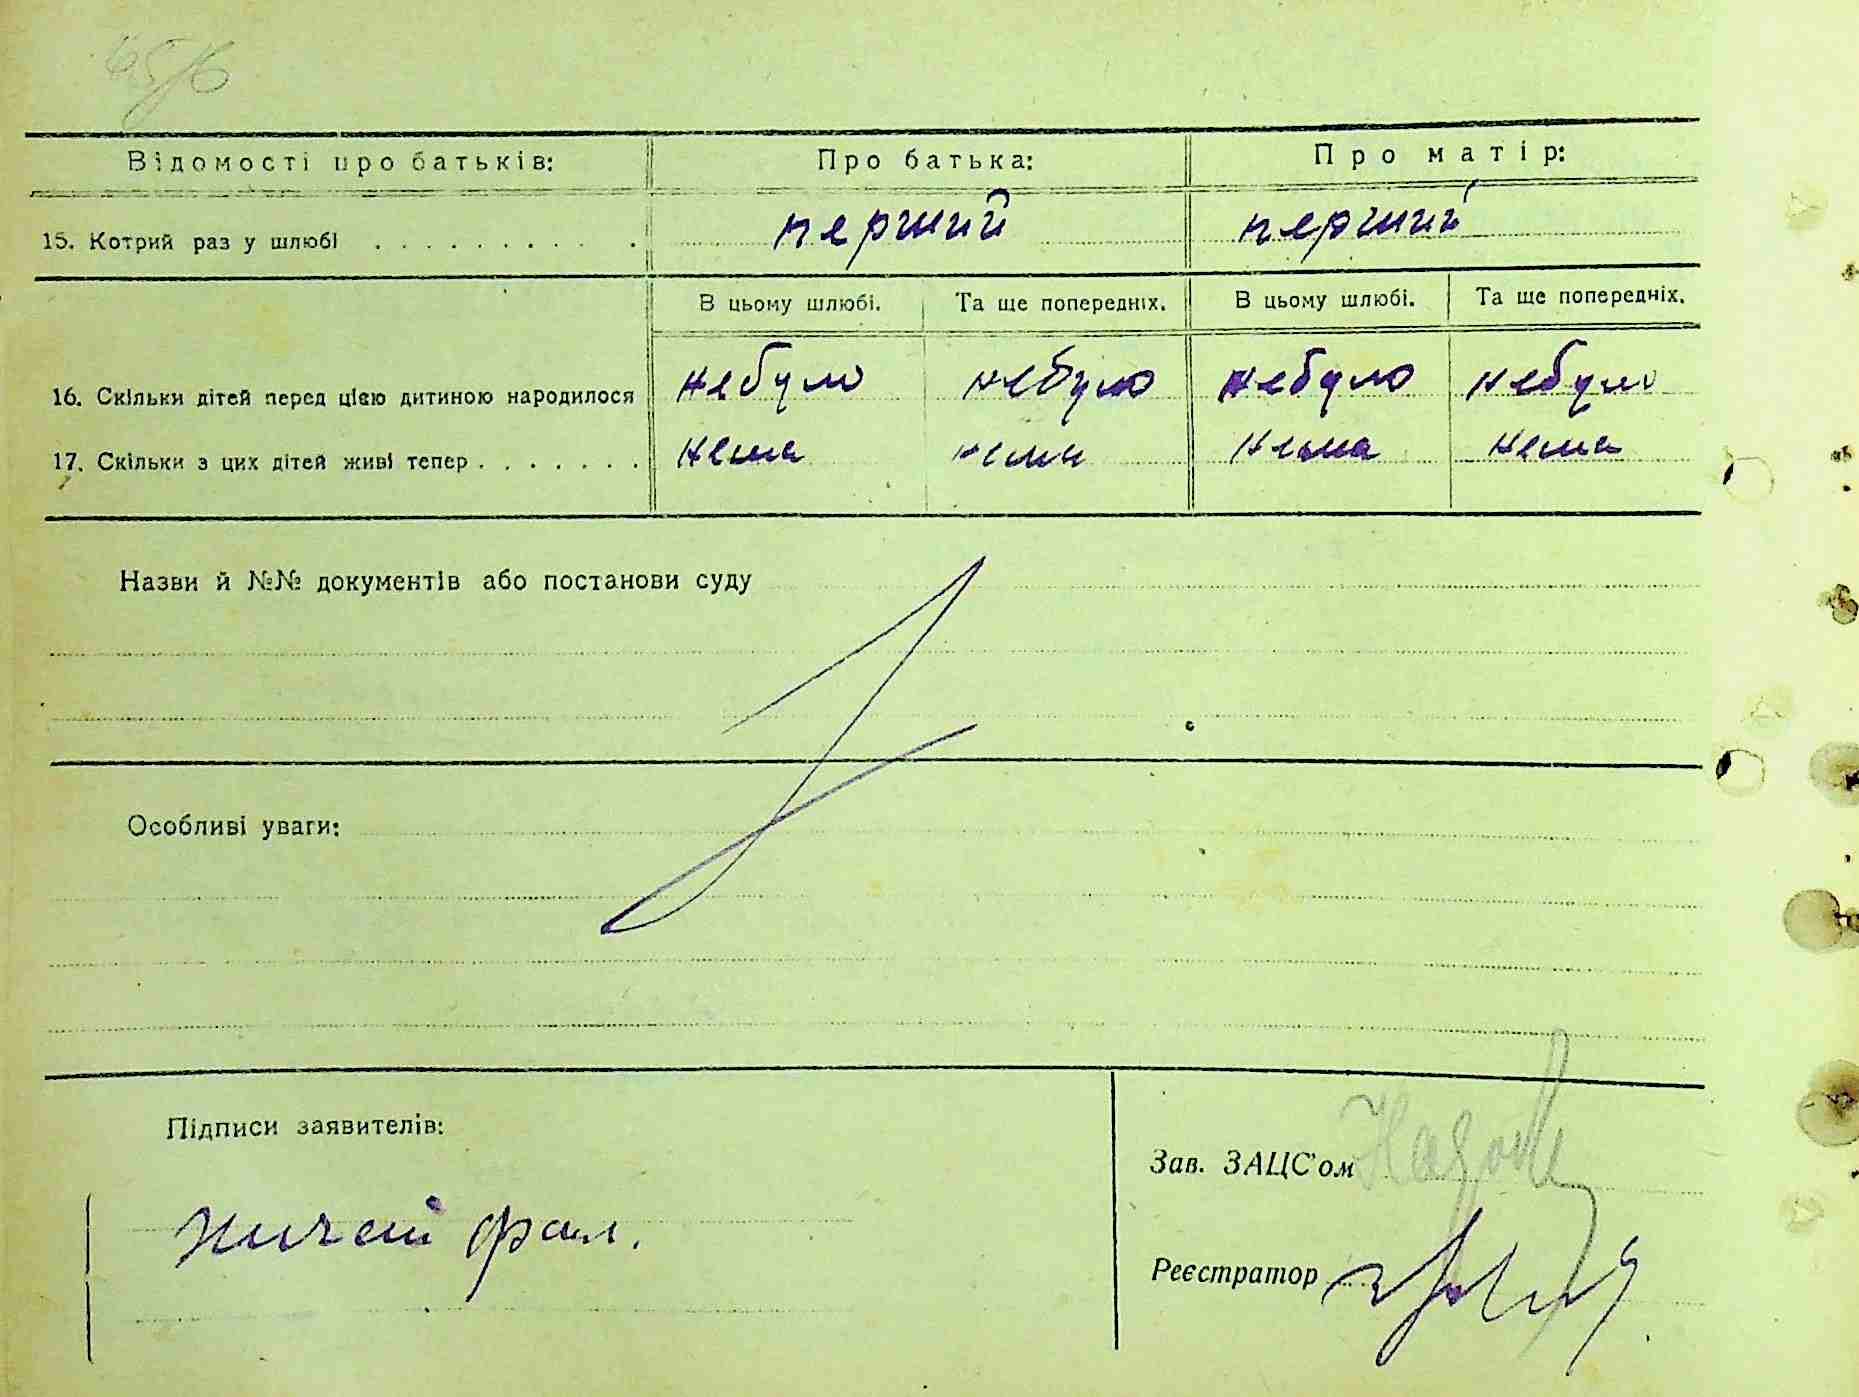 Відомості про батьків: Про батька: Про матір:
15. Котрий раз у шлюбі . . . . . . . . . . перший перший
В цьому шлюбі. Та ще попередніх. В цьому шлюбі. Та ще попередніх.
16. Скільки дітей перед цією дитиною народилося небуло небуло небуло небуло
17. Скільки з цих дітей живі тепер . . . . . . . нема нема нема нема
Назви й №№ документів або постанови суду
Особливі уваги:
Підписи заявителів:
Зав. ЗАЦС'ом
Реєстратор